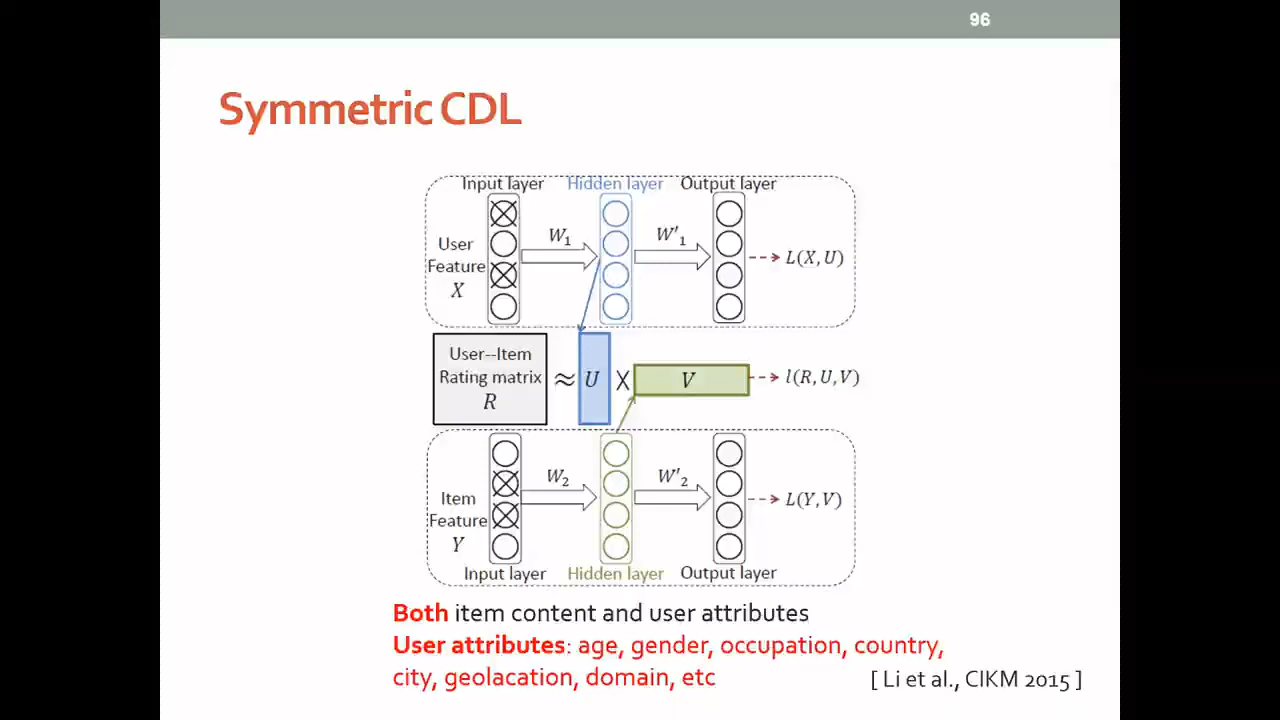 96
Symmetric CDL
Input layer Hidden layer Output layer
W₁ W'₁
User
Feature
X
L(X,U)
User--Item
Rating matrix
R
≈ U X V
l(R,U,V)
W₂ W'₂
Item
Feature
Y
L(Y,V)
Input layer Hidden layer Output layer
Both item content and user attributes
User attributes: age, gender, occupation, country,
city, geolacation, domain, etc
[ Li et al., CIKM 2015 ]